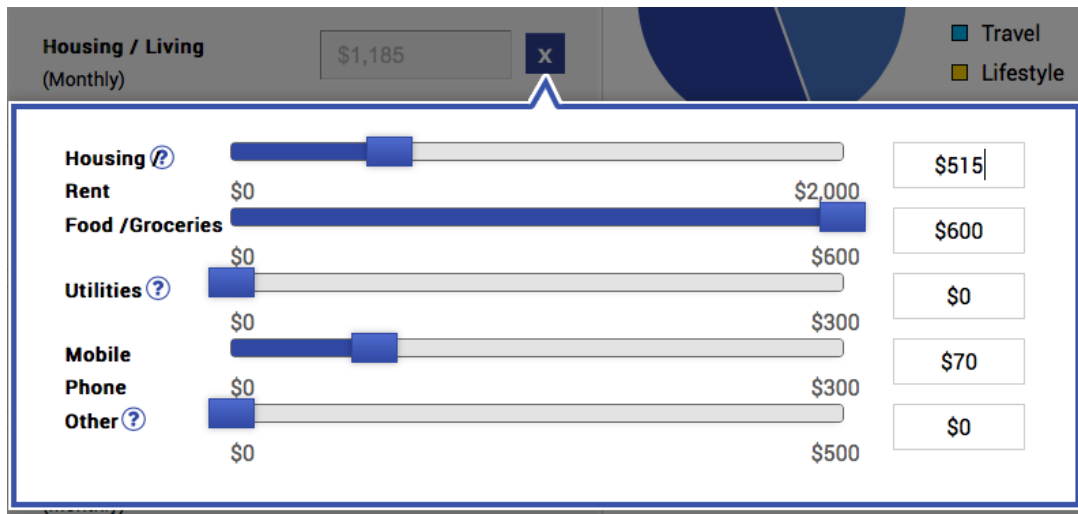 Housing / Living
(Monthly)
$1,185
x
Travel
Lifestyle
Housing /?
Rent
$0
$2,000
$515
Food /Groceries
$0
$600
$600
Utilities ?
$0
$300
$0
Mobile
Phone
$0
$300
$70
Other ?
$0
$500
$0